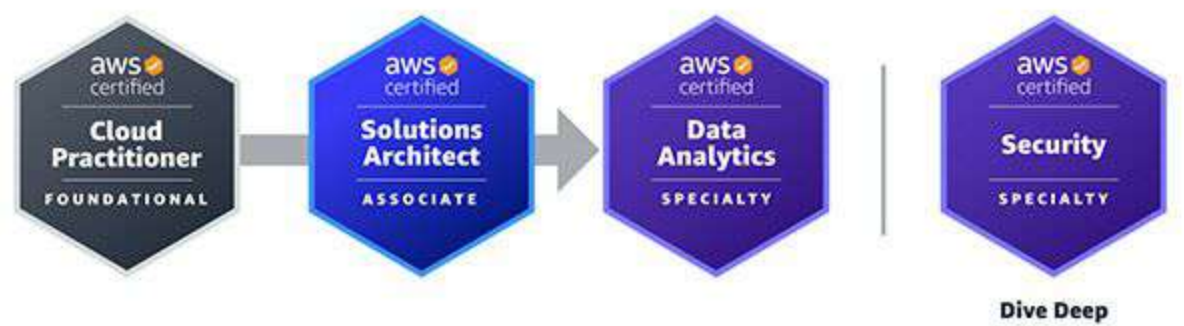 aws
certified
Cloud
Practitioner
FOUNDATIONAL
aws
certified
Solutions
Architect
ASSOCIATE
aws
certified
Data
Analytics
SPECIALTY
aws
certified
Security
SPECIALTY
Dive Deep